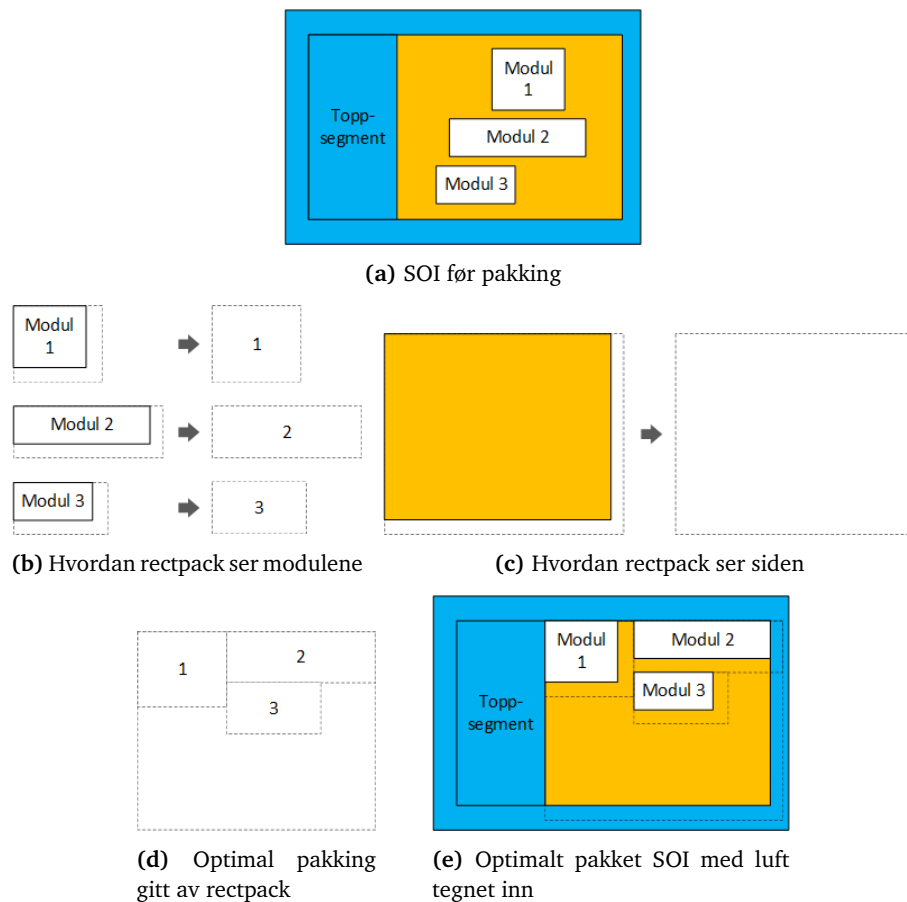 Topp-
segment
Modul
1
Modul 2
Modul 3
(a) SOI før pakking
Modul
1
1
Modul 2
2
Modul 3
3
(b) Hvordan rectpack ser modulene
(c) Hvordan rectpack ser siden
1
2
3
(d) Optimal pakking
gitt av rectpack
Topp-
segment
Modul
1
Modul 2
Modul 3
(e) Optimalt pakket SOI med luft
tegnet inn